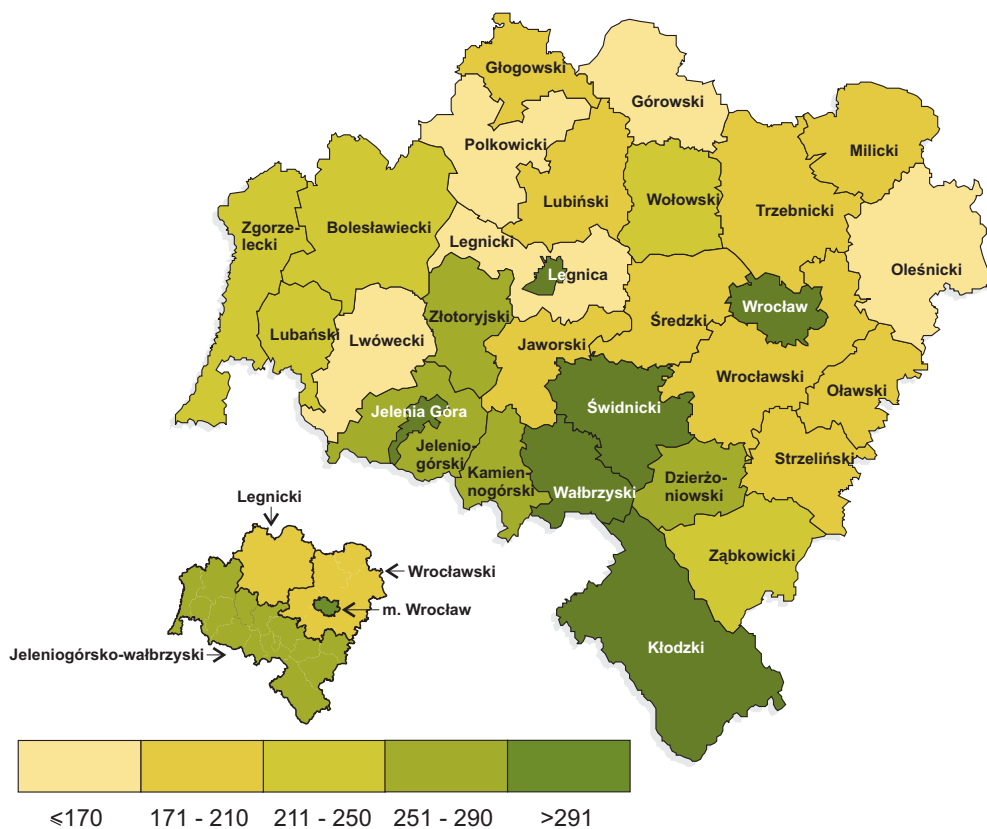 Głogowski
Górowski
Polkowicki
Milicki
Lubiński
Wołowski
Trzebnicki
Zgorze-
lecki
Bolesławiecki
Legnicki
Legnica
Oleśnicki
Wrocław
Złotoryjski
Średzki
Lubański
Lwówecki
Jaworski
Wrocławski
Oławski
Jelenia Góra
Świdnicki
Jelenio-
górski
Kamien-
nogórski
Wałbrzyski
Dzierżo-
niowski
Strzeliński
Ząbkowicki
Kłodzki
Legnicki
Wrocławski
m. Wrocław
Jeleniogórsko-wałbrzyski
≤170 171 - 210 211 - 250 251 - 290 >291